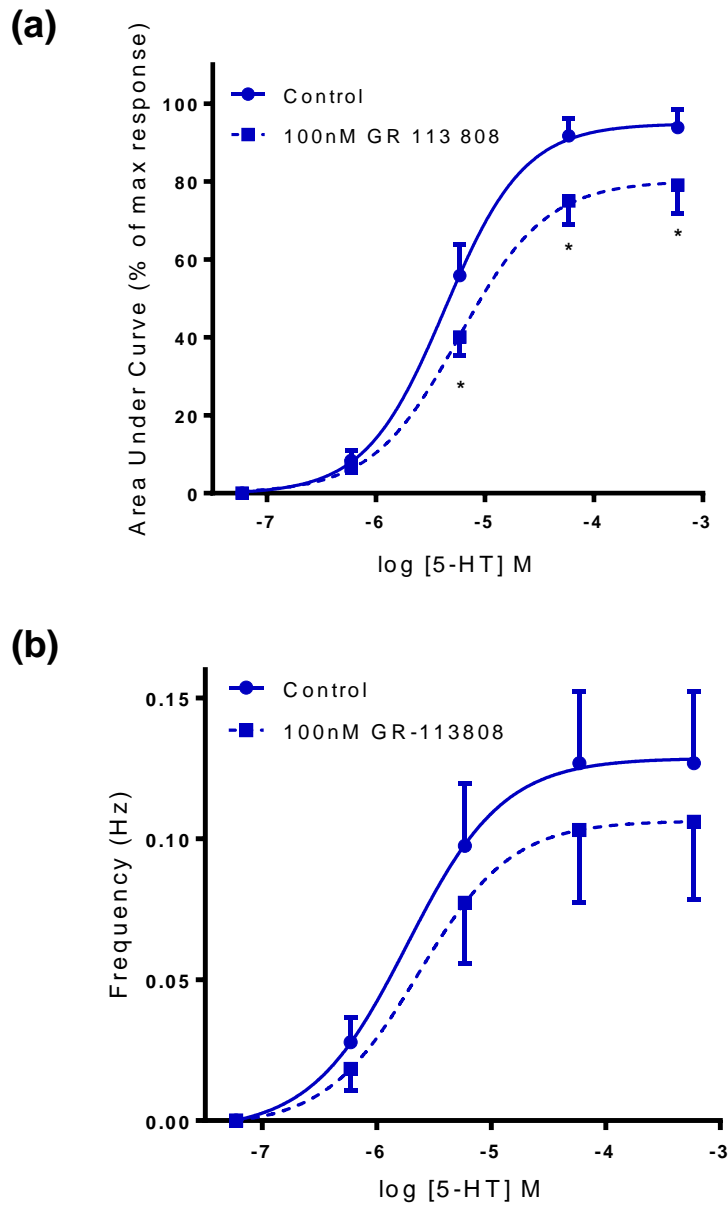 (a)
Area Under Curve (% of max response)
100
80
60
40
20
0
Control
100nM GR 113 808
*
*
*
-7
-6
-5
-4
-3
log [5-HT] M
(b)
Frequency (Hz)
0.15
0.10
0.05
0.00
Control
100nM GR-113808
-7
-6
-5
-4
-3
log [5-HT] M